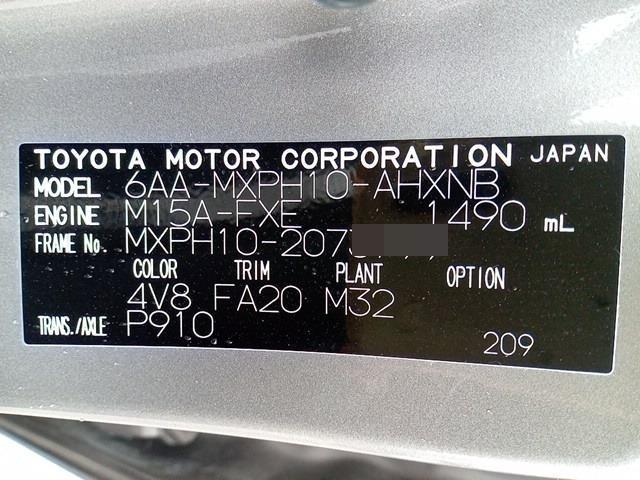 TOYOTA MOTOR CORPORATION JAPAN
MODEL 6AA-MXPH10-AHXNB
ENGINE M15A-FXE 1490 mL
FRAME No. MXPH10-2073
COLOR TRIM PLANT OPTION
4V8 FA20 M32
TRANS./AXLE P910
209